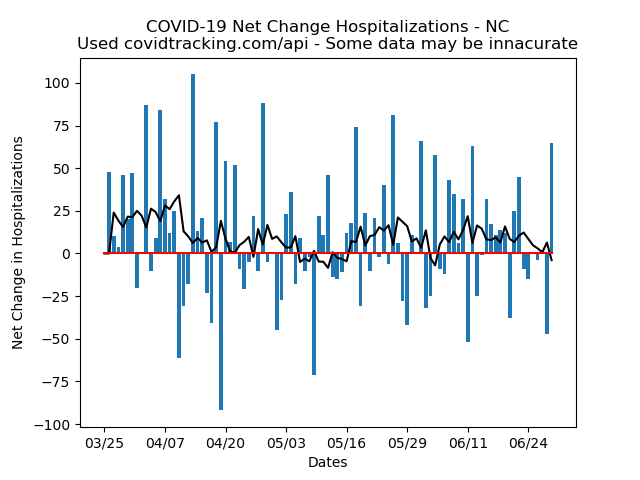 COVID-19 Net Change Hospitalizations - NC
Used covidtracking.com/api - Some data may be innacurate
Net Change in Hospitalizations
100
75
50
25
0
−25
−50
−75
−100
03/25 04/07 04/20 05/03 05/16 05/29 06/11 06/24
Dates